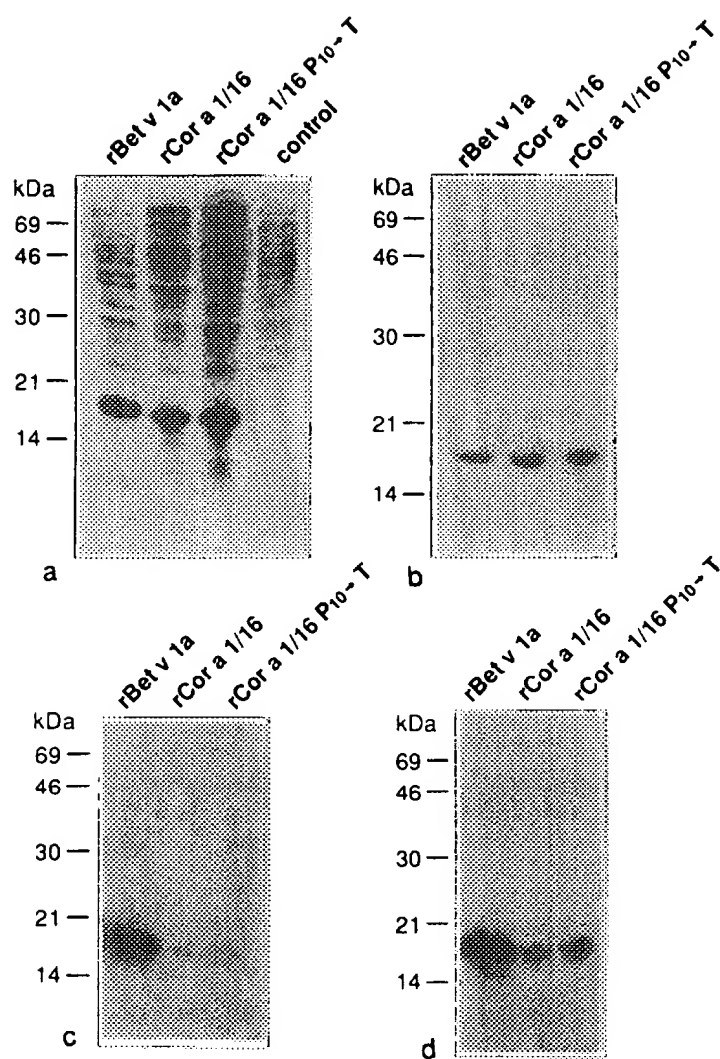 rBet v 1a
rCor a 1/16
rCor a 1/16 P10→ T
control
kDa
69
46
30
21
14
a
rBet v 1a
rCor a 1/16
rCor a 1/16 P10→ T
kDa
69
46
30
21
14
b
rBet v 1a
rCor a 1/16
rCor a 1/16 P10→ T
kDa
69
46
30
21
14
c
rBet v 1a
rCor a 1/16
rCor a 1/16 P10→ T
kDa
69
46
30
21
14
d